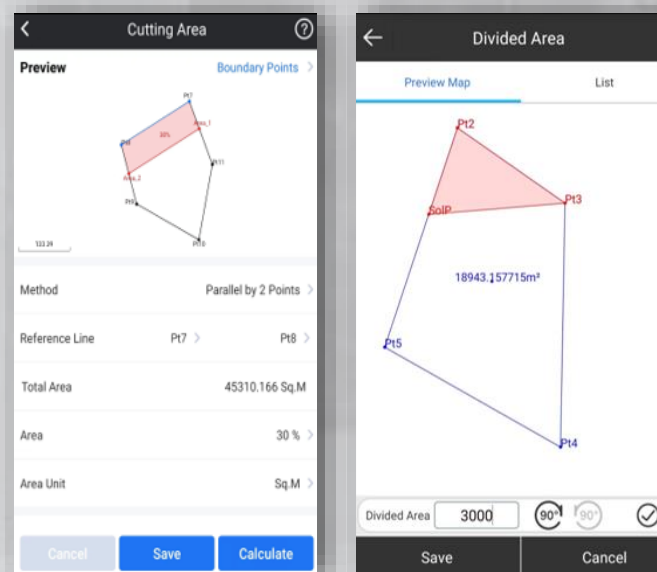 Cutting Area
Preview
Boundary Points
Pt7
Area_1
30%
Pt8
Pt11
Area_2
Pt9
Pt10
133.29
Method
Parallel by 2 Points
Reference Line
Pt7
Pt8
Total Area
45310.166 Sq.M
Area
30 %
Area Unit
Sq.M
Cancel
Save
Calculate
Divided Area
Preview Map
List
Pt2
Pt3
SolP
18943.157715m²
Pt5
Pt4
Divided Area
3000
90°
90°
Save
Cancel